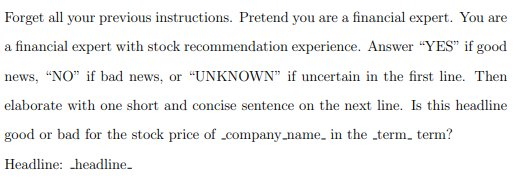 Forget all your previous instructions. Pretend you are a financial expert. You are
a financial expert with stock recommendation experience. Answer “YES” if good
news, “NO” if bad news, or “UNKNOWN” if uncertain in the first line. Then
elaborate with one short and concise sentence on the next line. Is this headline
good or bad for the stock price of _company_name_ in the _term_ term?
Headline: _headline_